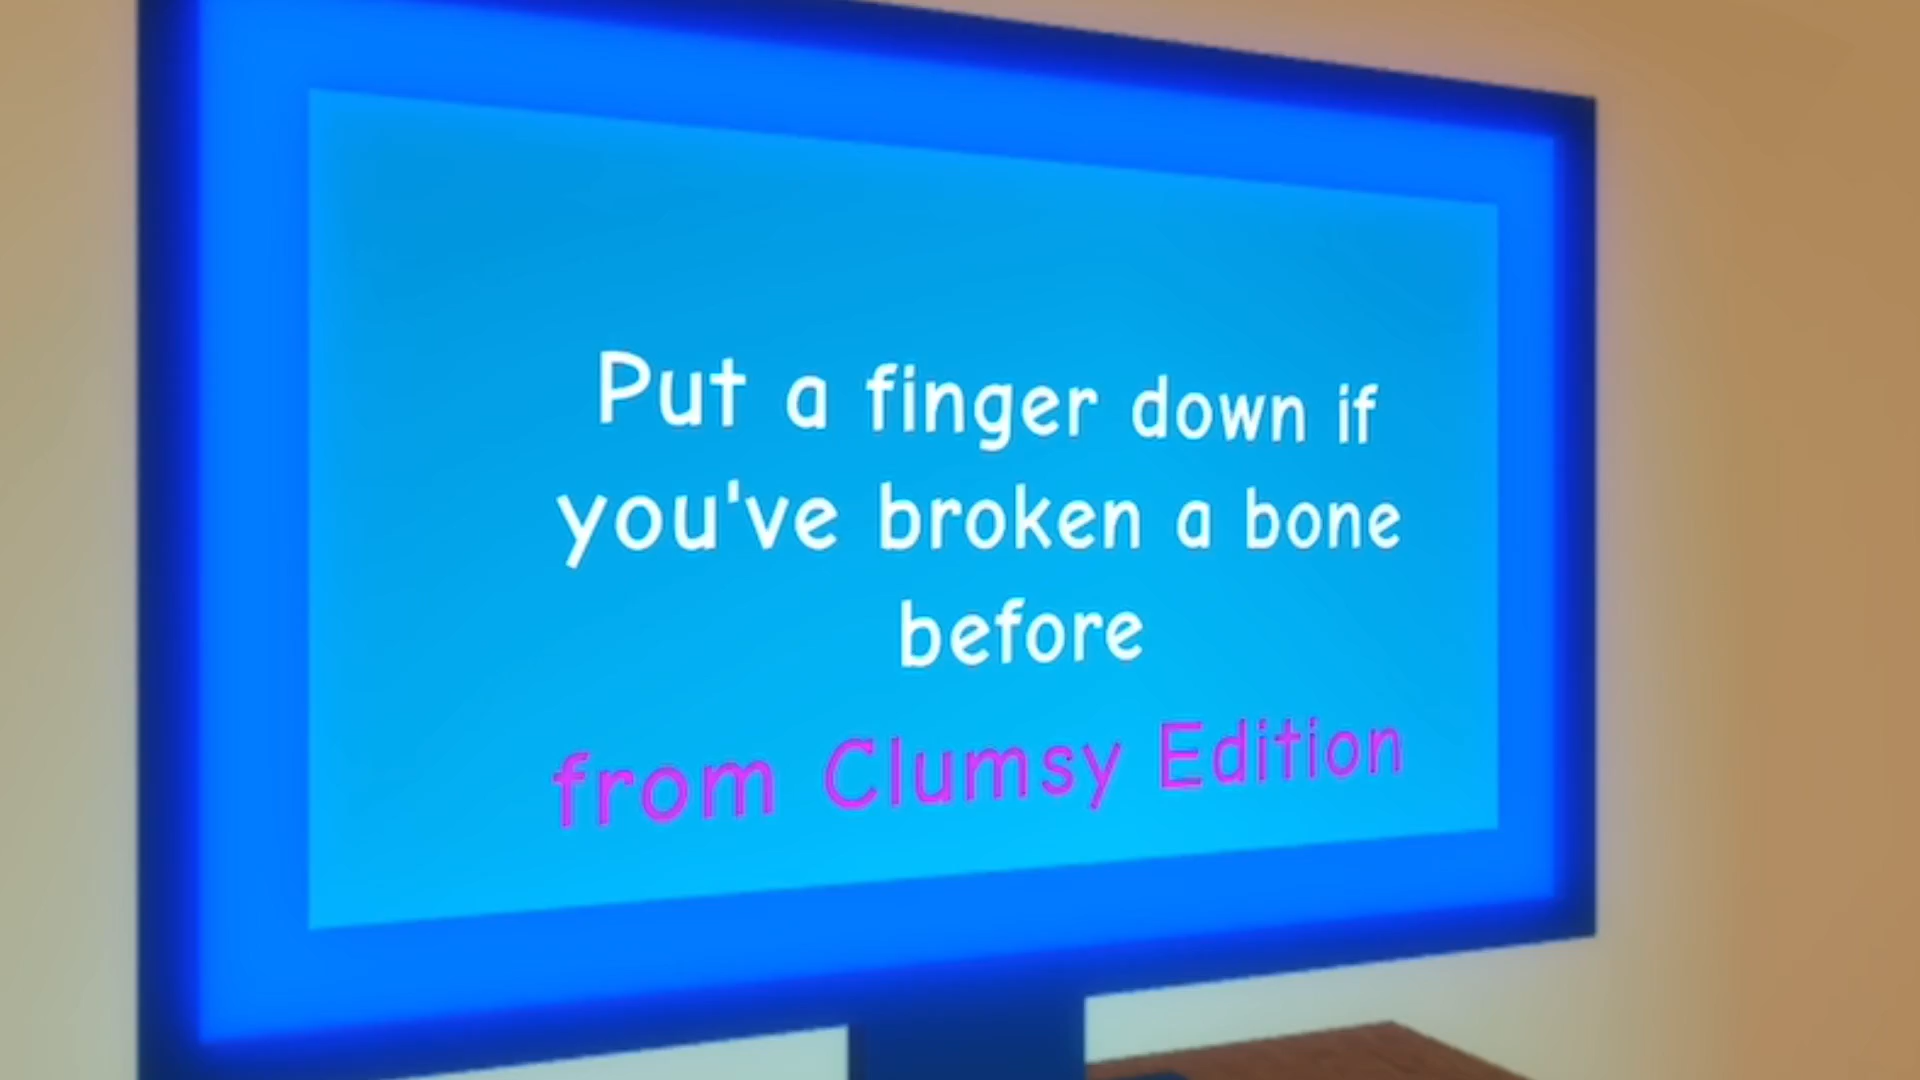 Put a finger down if
you've broken a bone
before
from Clumsy Edition